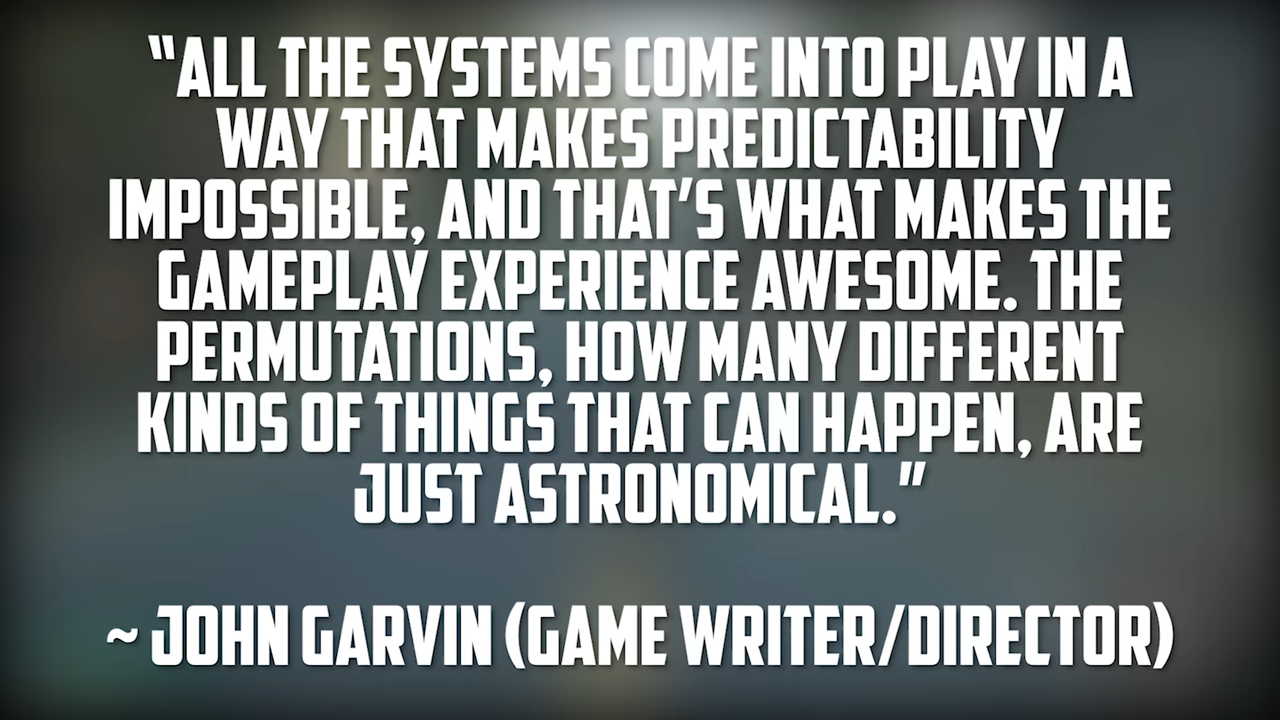 “ALL THE SYSTEMS COME INTO PLAY IN A
WAY THAT MAKES PREDICTABILITY
IMPOSSIBLE, AND THAT’S WHAT MAKES THE
GAMEPLAY EXPERIENCE AWESOME. THE
PERMUTATIONS, HOW MANY DIFFERENT
KINDS OF THINGS THAT CAN HAPPEN, ARE
JUST ASTRONOMICAL.”
~ JOHN GARVIN (GAME WRITER/DIRECTOR)